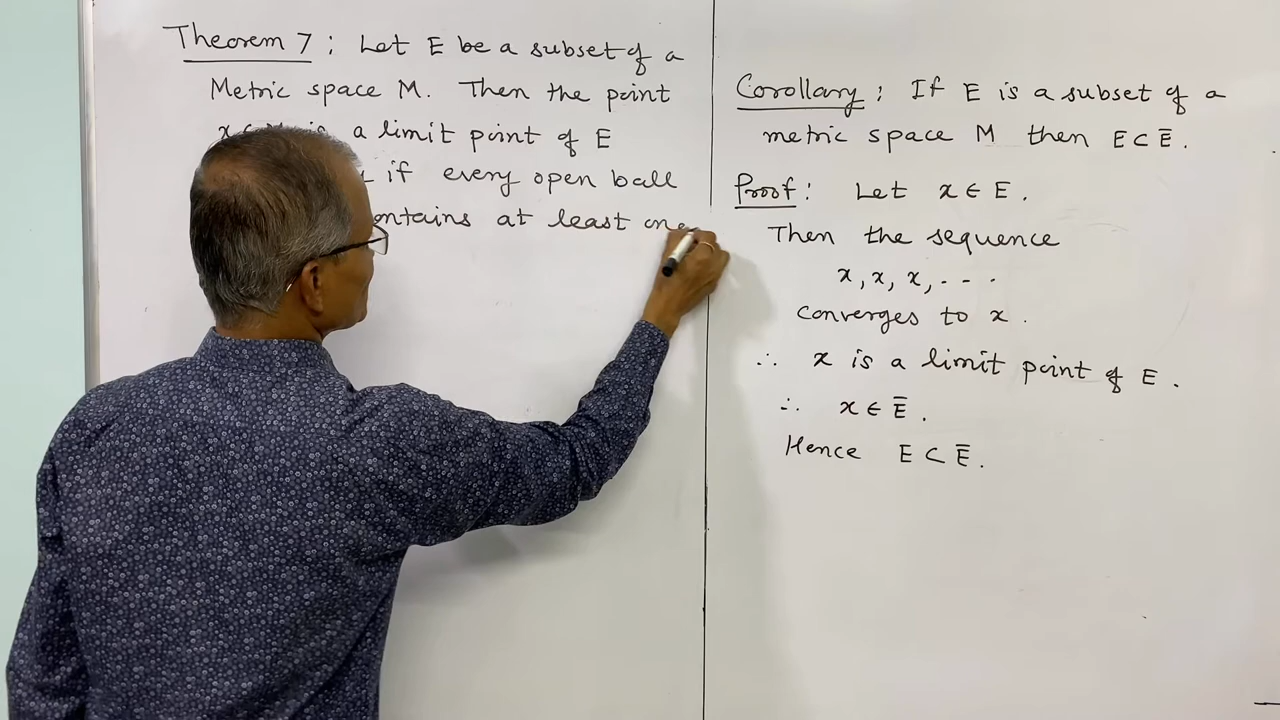 Theorem 7 : Let E be a subset of a
Metric space M. Then the point
a limit point of E
if every open ball
contains at least one
Corollary : If E is a subset of a
metric space M then E⊂E̅.
Proof : Let x ∈ E.
Then the sequence
x, x, x, - - -
converges to x.
∴ x is a limit point of E.
∴ x ∈ E̅.
Hence E ⊂ E̅.